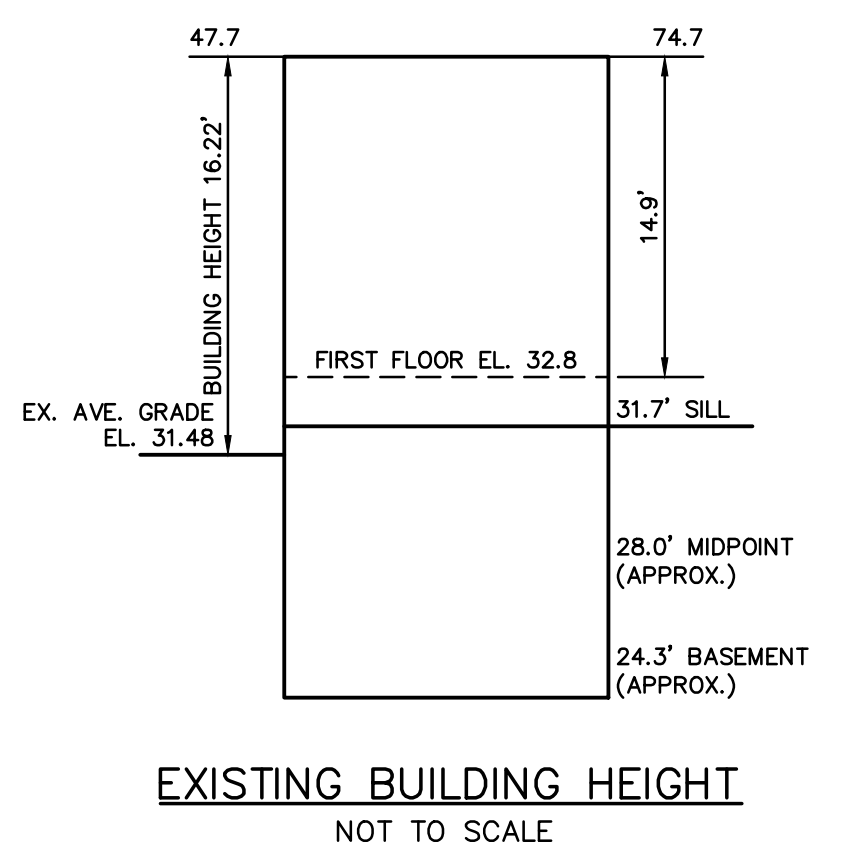 47.7
74.7
BUILDING HEIGHT 16.22'
14.9'
FIRST FLOOR EL. 32.8
EX. AVE. GRADE
EL. 31.48
31.7' SILL
28.0' MIDPOINT
(APPROX.)
24.3' BASEMENT
(APPROX.)
EXISTING BUILDING HEIGHT
NOT TO SCALE